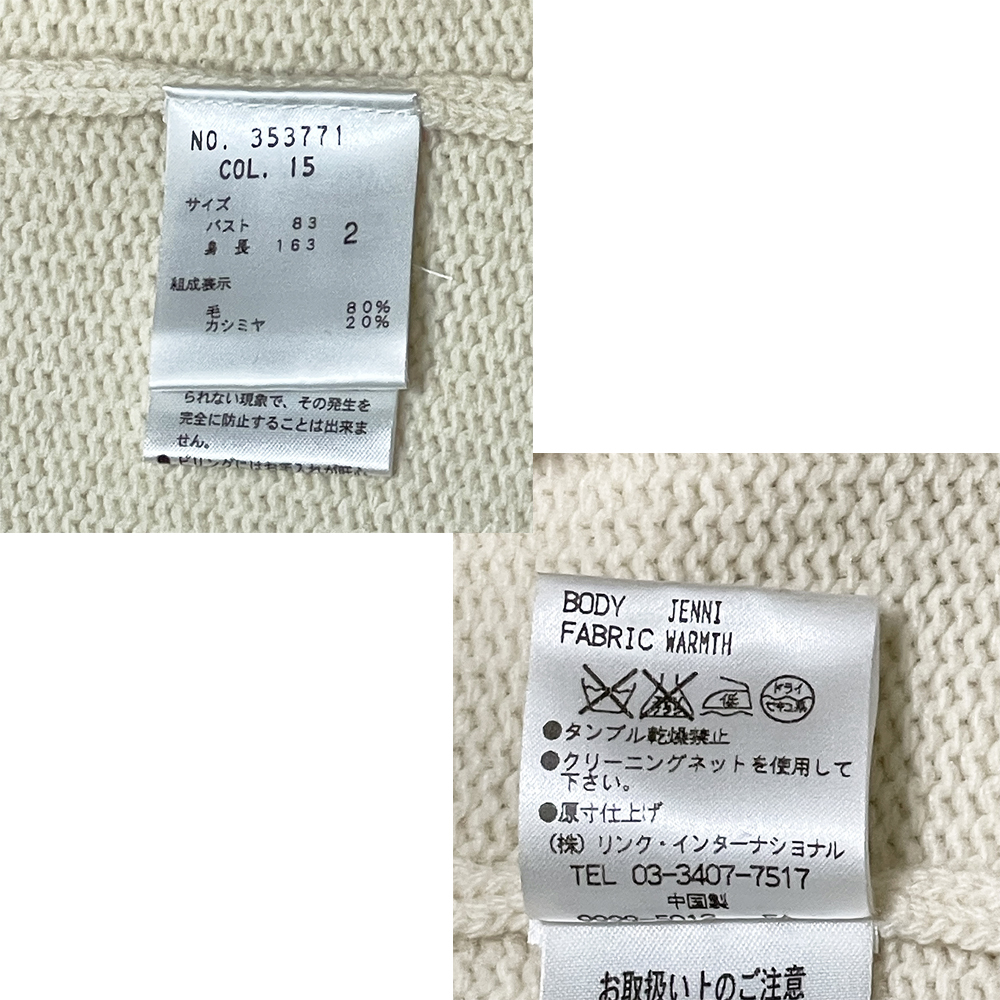 NO. 353771
COL. 15
サイズ
バスト 83
身長 163 2
組成表示
毛 80%
カシミヤ 20%
られない現象で、その発生を
完全に防止することは出来ま
せん。
BODY JENNI
FABRIC WARMTH
低
ドライ
セキユ系
●タンブル乾燥禁止
●クリーニングネットを使用して
下さい。
●原寸仕上げ
(株)リンク・インターナショナル
TEL 03-3407-7517
中国製
お取扱い上のご注意